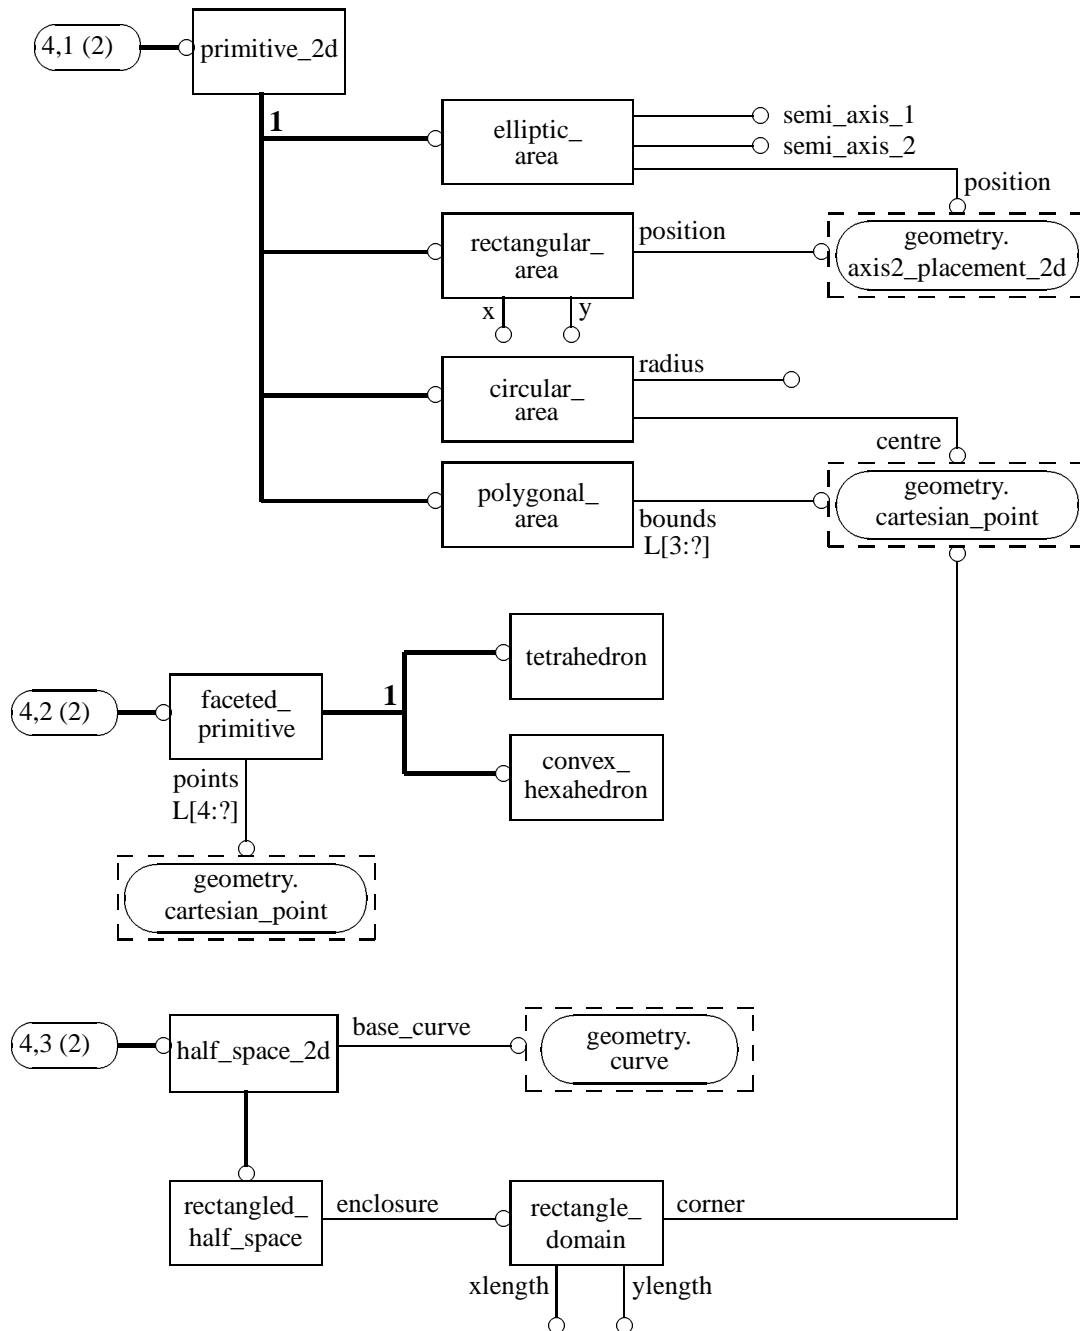 4,1 (2)
primitive_2d
1
elliptic_
area
semi_axis_1
semi_axis_2
position
rectangular_
area
position
x
y
geometry.
axis2_placement_2d
circular_
area
radius
centre
polygonal_
area
bounds
L[3:?]
geometry.
cartesian_point
4,2 (2)
faceted_
primitive
1
tetrahedron
convex_
hexahedron
points
L[4:?]
geometry.
cartesian_point
4,3 (2)
half_space_2d
base_curve
geometry.
curve
rectangled_
half_space
enclosure
rectangle_
domain
corner
xlength
ylength